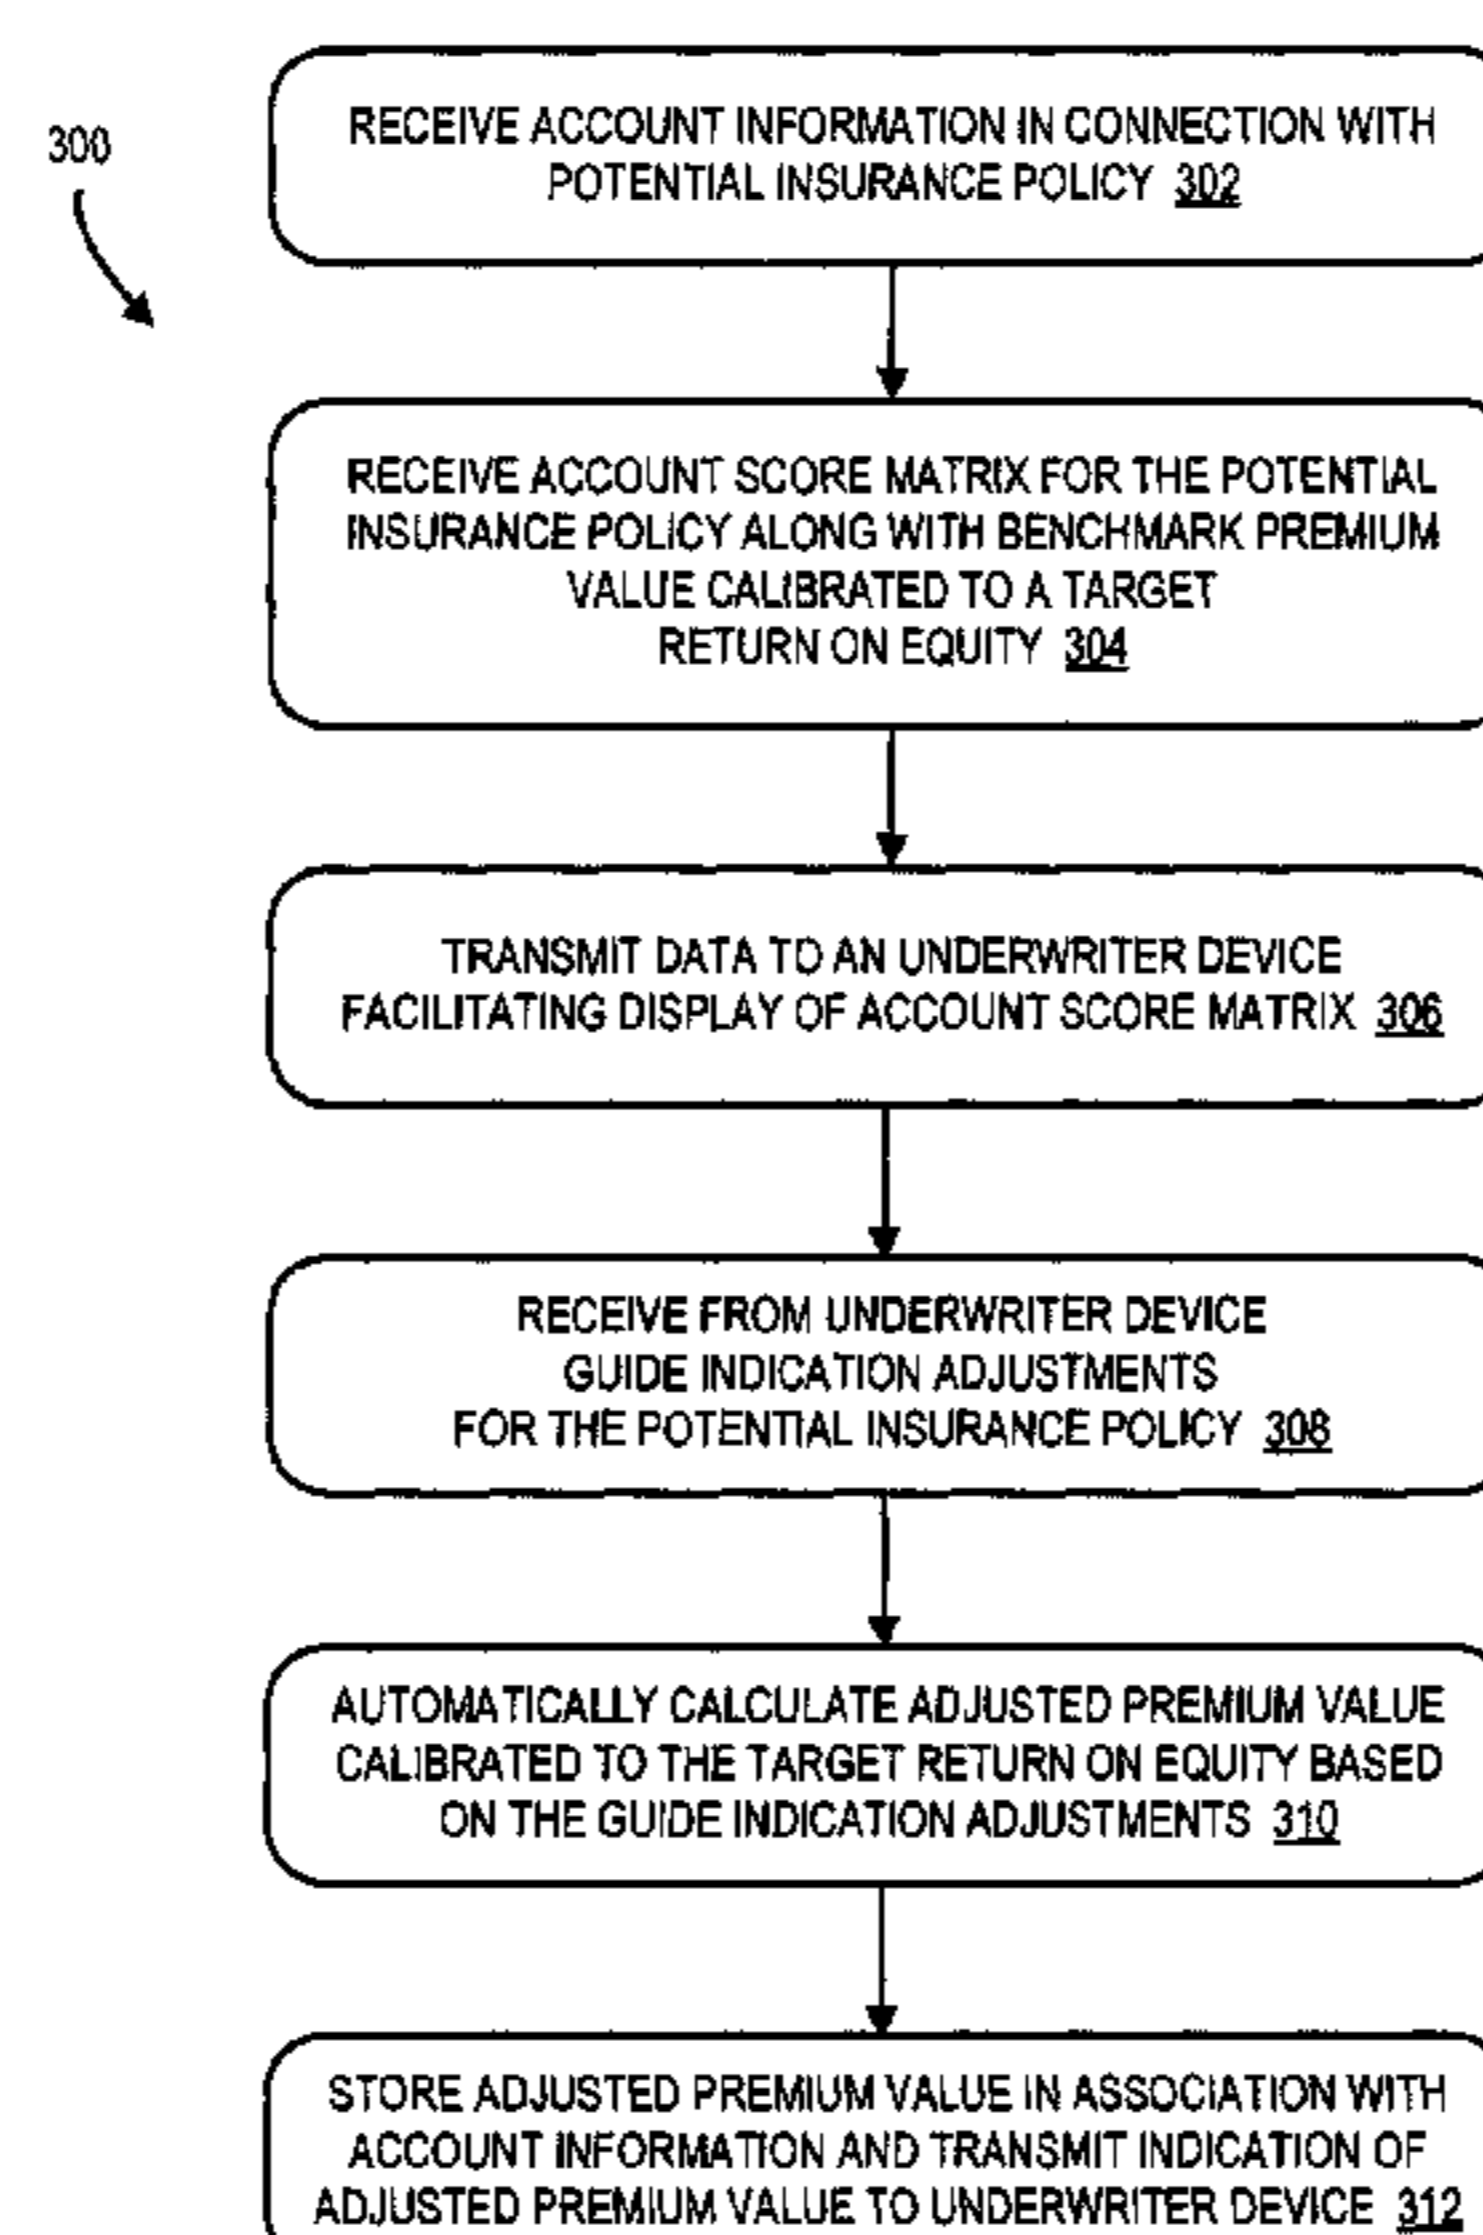 300
RECEIVE ACCOUNT INFORMATION IN CONNECTION WITH
POTENTIAL INSURANCE POLICY 302
RECEIVE ACCOUNT SCORE MATRIX FOR THE POTENTIAL
INSURANCE POLICY ALONG WITH BENCHMARK PREMIUM
VALUE CALIBRATED TO A TARGET
RETURN ON EQUITY 304
TRANSMIT DATA TO AN UNDERWRITER DEVICE
FACILITATING DISPLAY OF ACCOUNT SCORE MATRIX 306
RECEIVE FROM UNDERWRITER DEVICE
GUIDE INDICATION ADJUSTMENTS
FOR THE POTENTIAL INSURANCE POLICY 308
AUTOMATICALLY CALCULATE ADJUSTED PREMIUM VALUE
CALIBRATED TO THE TARGET RETURN ON EQUITY BASED
ON THE GUIDE INDICATION ADJUSTMENTS 310
STORE ADJUSTED PREMIUM VALUE IN ASSOCIATION WITH
ACCOUNT INFORMATION AND TRANSMIT INDICATION OF
ADJUSTED PREMIUM VALUE TO UNDERWRITER DEVICE 312